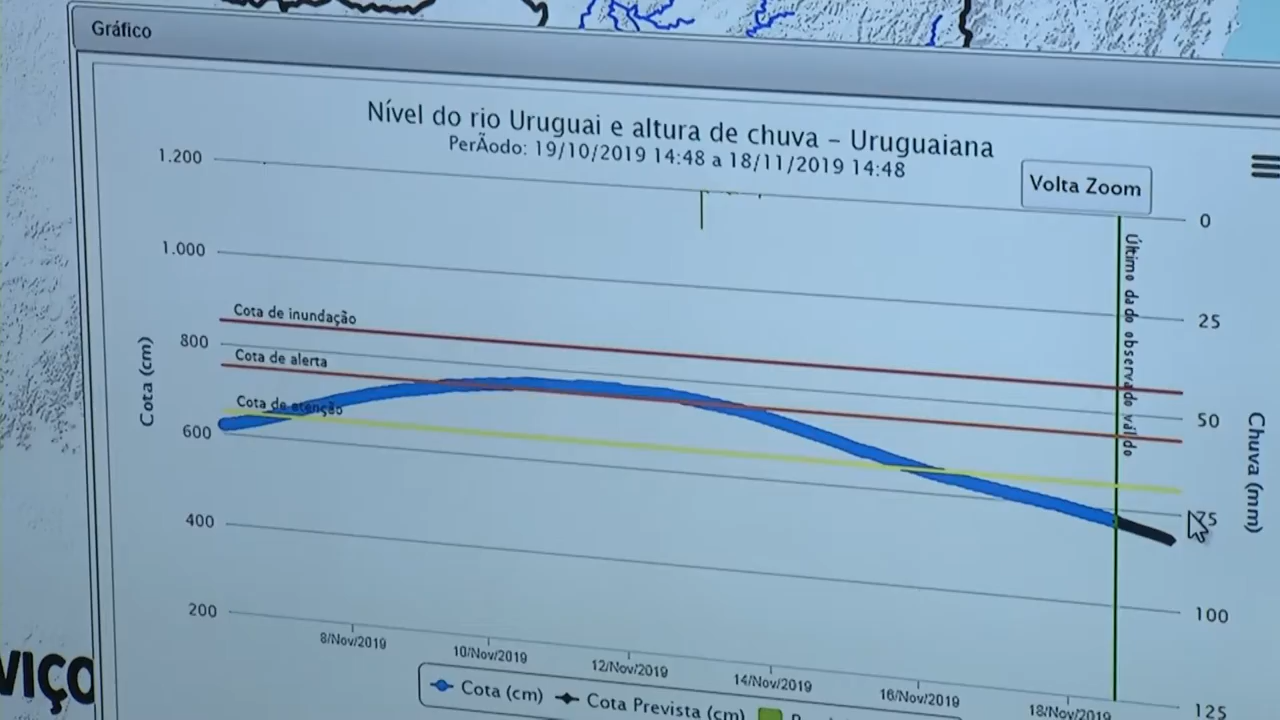 Gráfico
Nível do rio Uruguai e altura de chuva - Uruguaiana
PerÃodo: 19/10/2019 14:48 a 18/11/2019 14:48
Volta Zoom
1.200
1.000
800
600
400
200
Cota (cm)
Cota de inundação
Cota de alerta
Cota de atenção
Último dado observado válido
0
25
50
75
100
125
Chuva (mm)
8/Nov/2019
10/Nov/2019
12/Nov/2019
14/Nov/2019
16/Nov/2019
18/Nov/2019
Cota (cm)
Cota Prevista (cm)
VIÇO